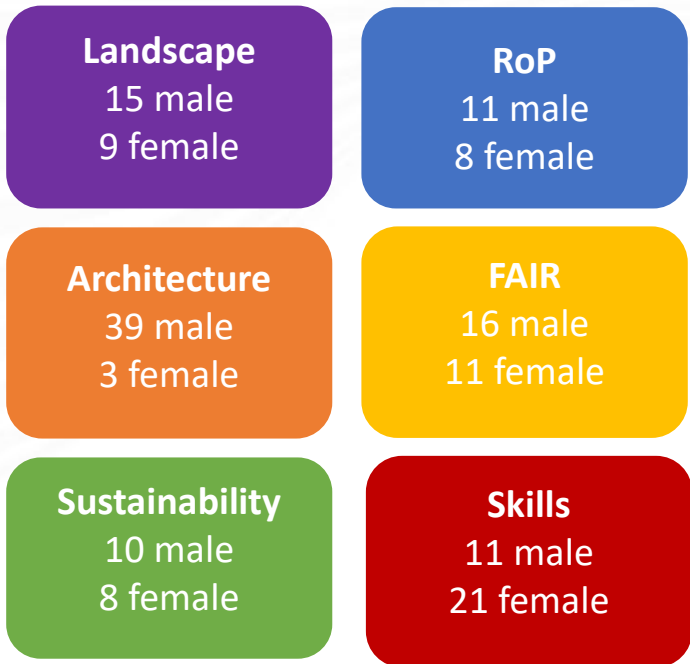 Landscape
15 male
9 female
RoP
11 male
8 female
Architecture
39 male
3 female
FAIR
16 male
11 female
Sustainability
10 male
8 female
Skills
11 male
21 female